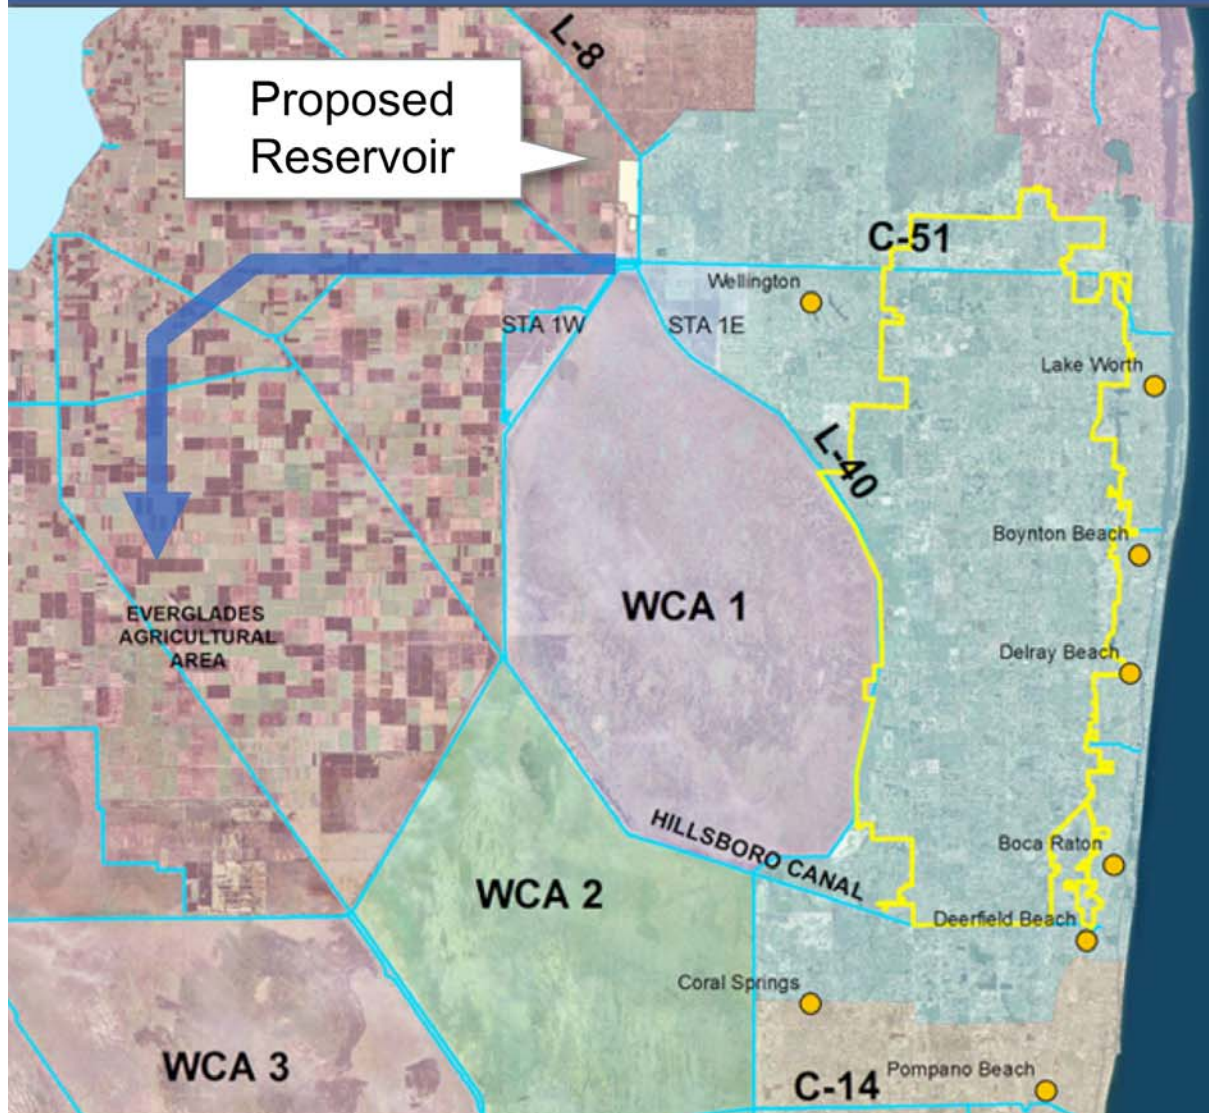 L-8
Proposed
Reservoir
C-51
Wellington
STA 1W
STA 1E
Lake Worth
L-40
Boynton Beach
WCA 1
EVERGLADES
AGRICULTURAL
AREA
Delray Beach
HILLSBORO CANAL
Boca Raton
WCA 2
Deerfield Beach
Coral Springs
WCA 3
C-14
Pompano Beach